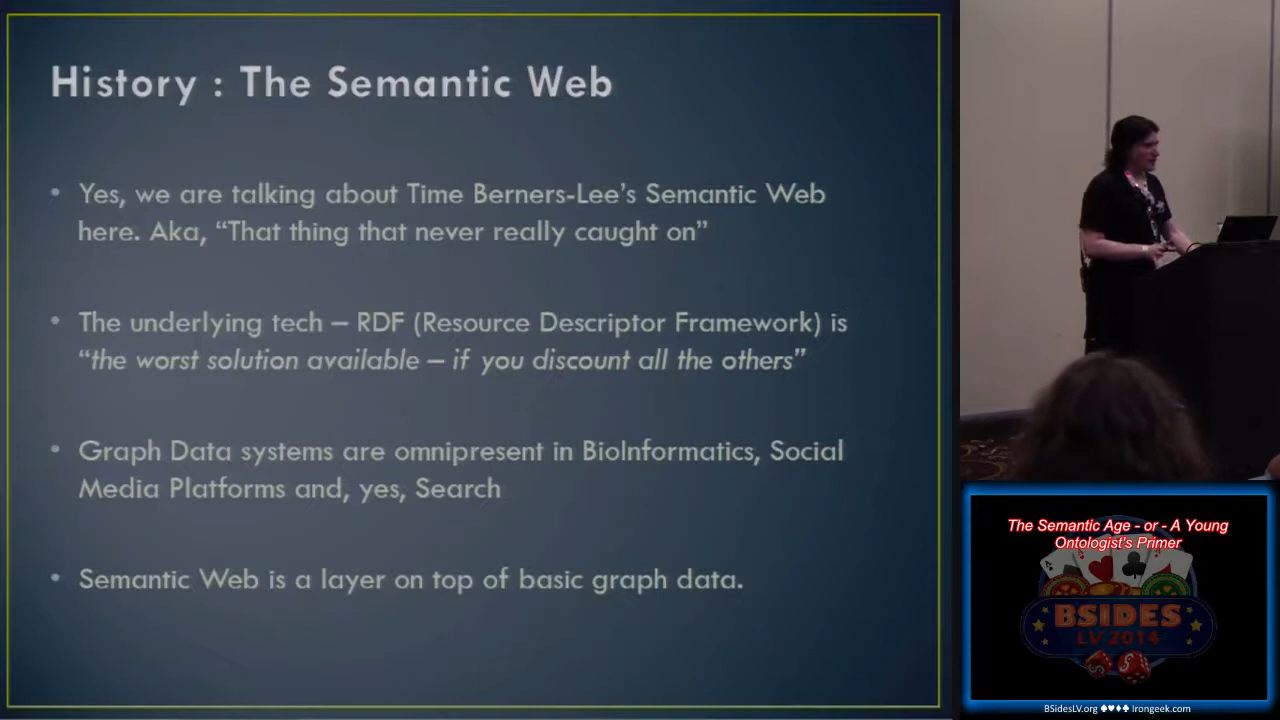 History : The Semantic Web
• Yes, we are talking about Time Berners-Lee’s Semantic Web
here. Aka, “That thing that never really caught on”
• The underlying tech – RDF (Resource Descriptor Framework) is
“the worst solution available – if you discount all the others”
• Graph Data systems are omnipresent in BioInformatics, Social
Media Platforms and, yes, Search
• Semantic Web is a layer on top of basic graph data.
The Semantic Age - or - A Young
Ontologist's Primer
BSIDES
LV 2014
BSidesLV.org ♠♥♦♣ Irongeek.com